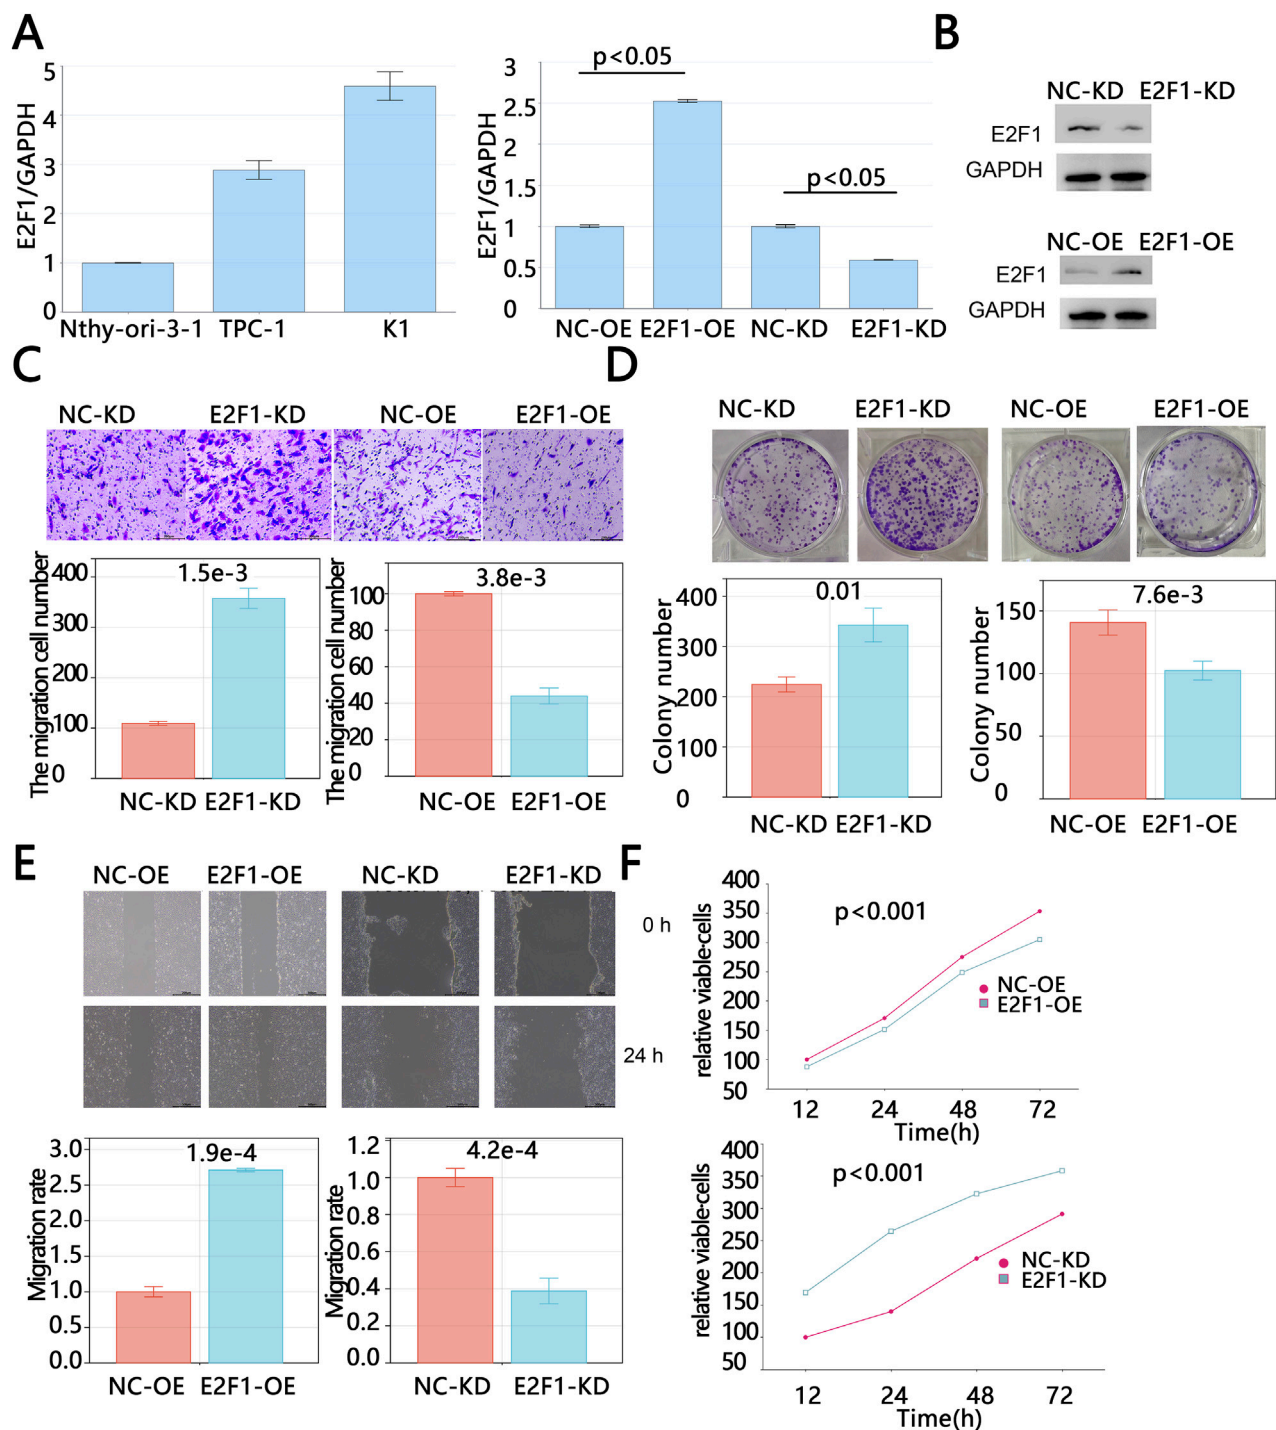 A
E2F1/GAPDH
5
4
3
2
1
0
Nthy-ori-3-1 TPC-1 K1
E2F1/GAPDH
3
2.5
2
1.5
1
0.5
0
p<0.05
p<0.05
NC-OE E2F1-OE NC-KD E2F1-KD
B
NC-KD E2F1-KD
E2F1
GAPDH
NC-OE E2F1-OE
E2F1
GAPDH
C
NC-KD E2F1-KD NC-OE E2F1-OE
The migration cell number
400
300
200
100
0
1.5e-3
NC-KD E2F1-KD
The migration cell number
100
80
60
40
20
0
3.8e-3
NC-OE E2F1-OE
D
NC-KD E2F1-KD NC-OE E2F1-OE
Colony number
400
300
200
100
0
0.01
NC-KD E2F1-KD
Colony number
150
100
50
0
7.6e-3
NC-OE E2F1-OE
E
NC-OE E2F1-OE NC-KD E2F1-KD
0 h
24 h
Migration rate
3.0
2.5
2.0
1.5
1.0
0.5
0.0
1.9e-4
NC-OE E2F1-OE
Migration rate
1.2
1.0
0.8
0.6
0.4
0.2
0.0
4.2e-4
NC-KD E2F1-KD
F
relative viable·cells
400
350
300
250
200
150
100
50
p<0.001
NC-OE
E2F1-OE
12 24 48 72
Time(h)
relative viable·cells
400
350
300
250
200
150
100
50
p<0.001
NC-KD
E2F1-KD
12 24 48 72
Time(h)